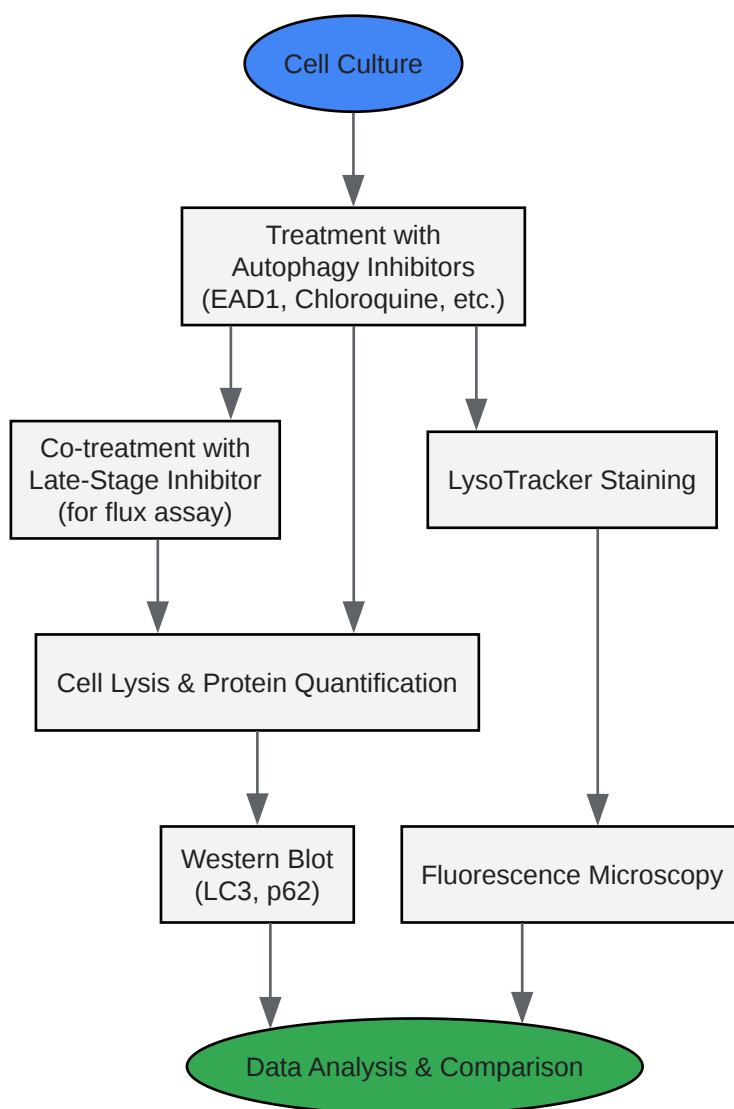 Cell Culture
Treatment with
Autophagy Inhibitors
(EAD1, Chloroquine, etc.)
Co-treatment with
Late-Stage Inhibitor
(for flux assay)
LysoTracker Staining
Cell Lysis & Protein Quantification
Western Blot
(LC3, p62)
Fluorescence Microscopy
Data Analysis & Comparison